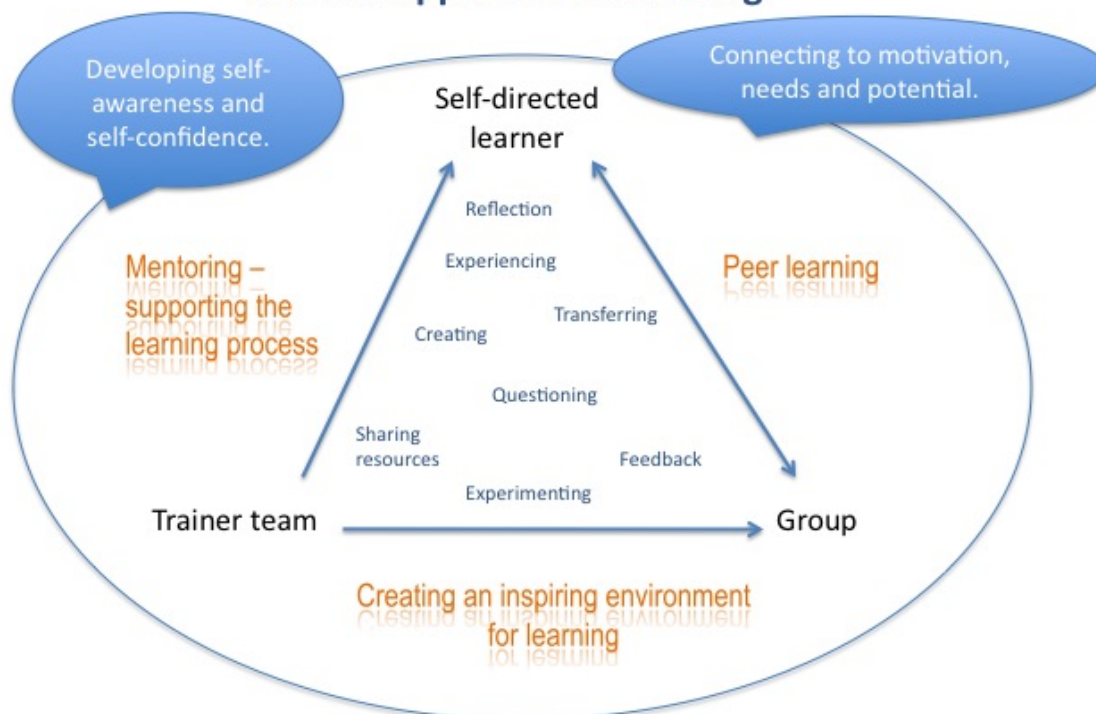 Developing self-
awareness and
self-confidence.
Connecting to motivation,
needs and potential.
Self-directed
learner
Reflection
Experiencing
Transferring
Creating
Questioning
Sharing
resources
Feedback
Experimenting
Mentoring –
supporting the
learning process
Peer learning
Trainer team
Group
Creating an inspiring environment
for learning